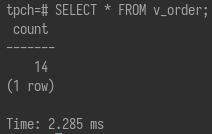 tpch=# SELECT * FROM v_order;
 count
-------
    14
(1 row)

Time: 2.285 ms